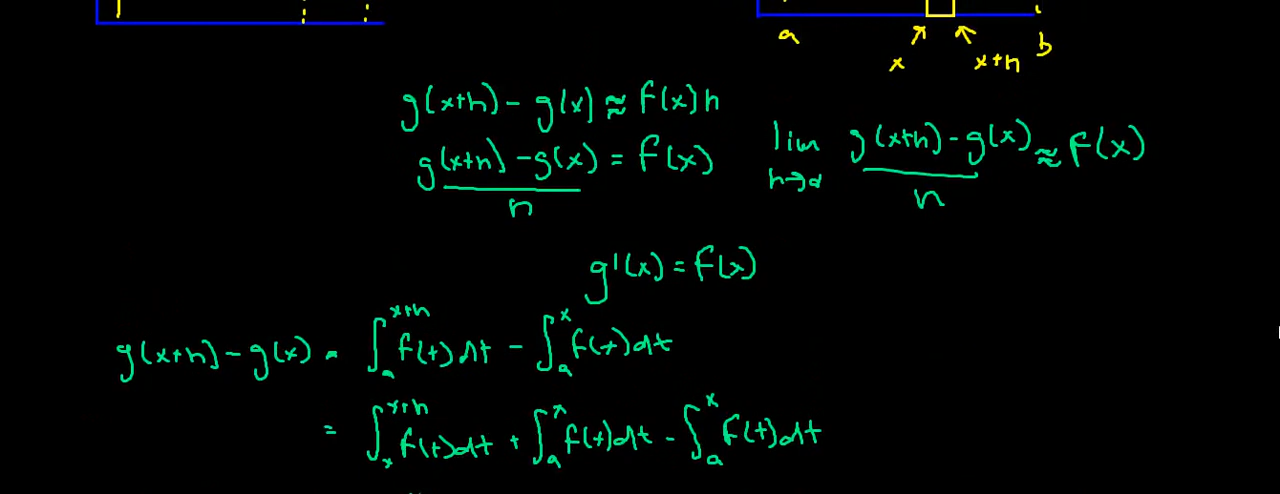 a
x
x+h
b
g(x+h) - g(x) ≈ f(x)h
g(x+h) - g(x) = f(x)
h
lim g(x+h) - g(x) ≈ f(x)
h→0
h
g'(x) = f(x)
g(x+h) - g(x) = ∫_a^{x+h} f(t)dt - ∫_a^x f(t)dt
= ∫_x^{x+h} f(t)dt + ∫_a^x f(t)dt - ∫_a^x f(t)dt